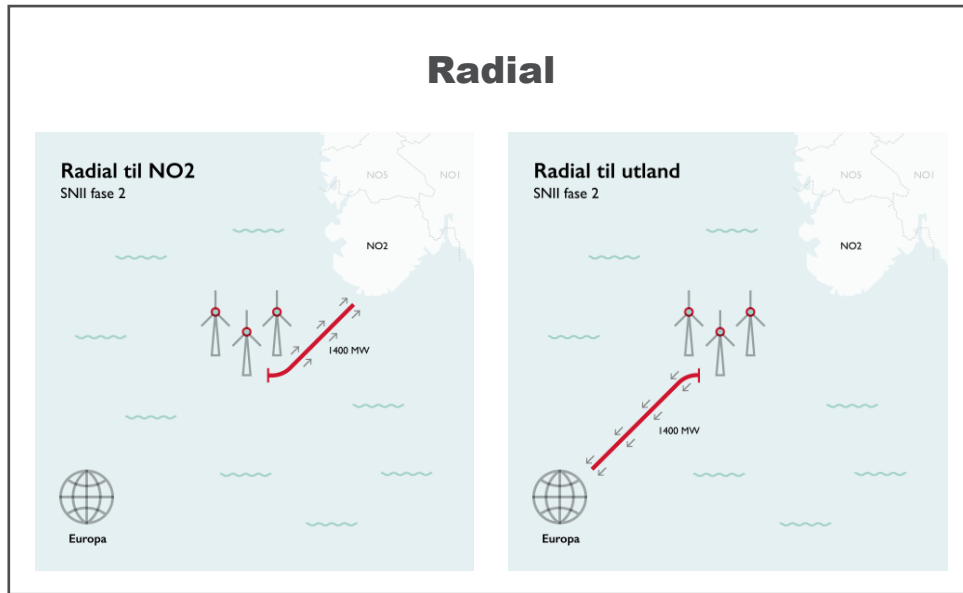 Radial
Radial til NO2
SNII fase 2
NO5
NO1
NO2
1400 MW
Europa
Radial til utland
SNII fase 2
NO5
NO1
NO2
1400 MW
Europa